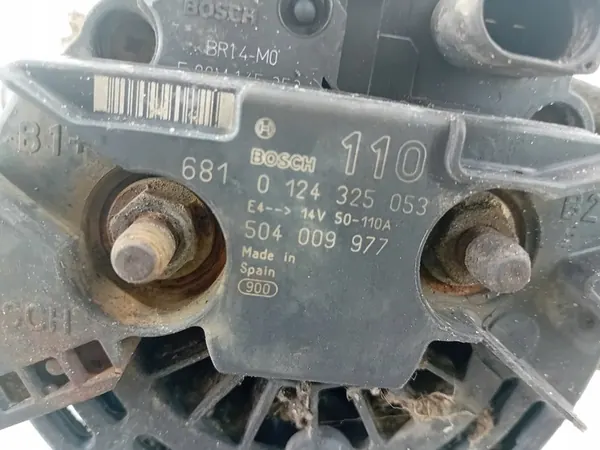 BOSCH
BR14-M0
B1+
BOSCH 110
681 0 124 325 053
E4--> 14V 50-110A
504 009 977
Made in
Spain
900
B2